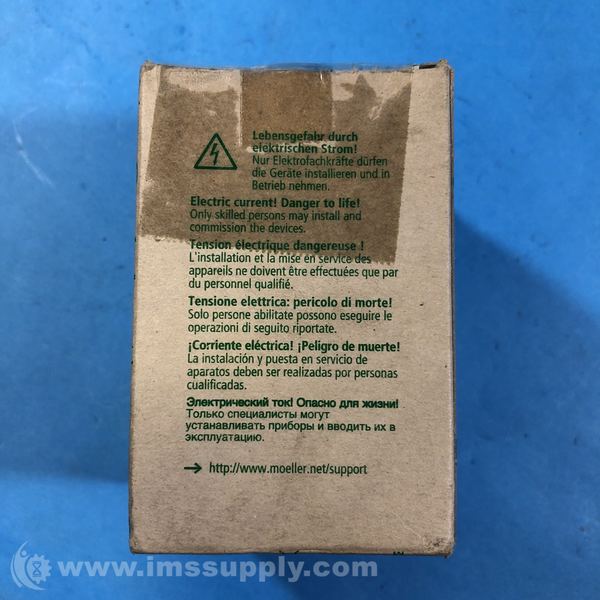 Lebensgefahr durch
elektrischen Strom!
Nur Elektrofachkräfte dürfen
die Geräte installieren und in
Betrieb nehmen.
Electric current! Danger to life!
Only skilled persons may install and
commission the devices.
Tension électrique dangereuse !
L'installation et la mise en service des
appareils ne doivent être effectuées que par
du personnel qualifié.
Tensione elettrica: pericolo di morte!
Solo persone abilitate possono eseguire le
operazioni di seguito riportate.
¡Corriente eléctrica! ¡Peligro de muerte!
La instalación y puesta en servicio de
aparatos deben ser realizadas por personas
cualificadas.
Электрический ток! Опасно для жизни!
Только специалисты могут
устанавливать приборы и вводить их в
эксплуатацию.
→ http://www.moeller.net/support
www.imssupply.com